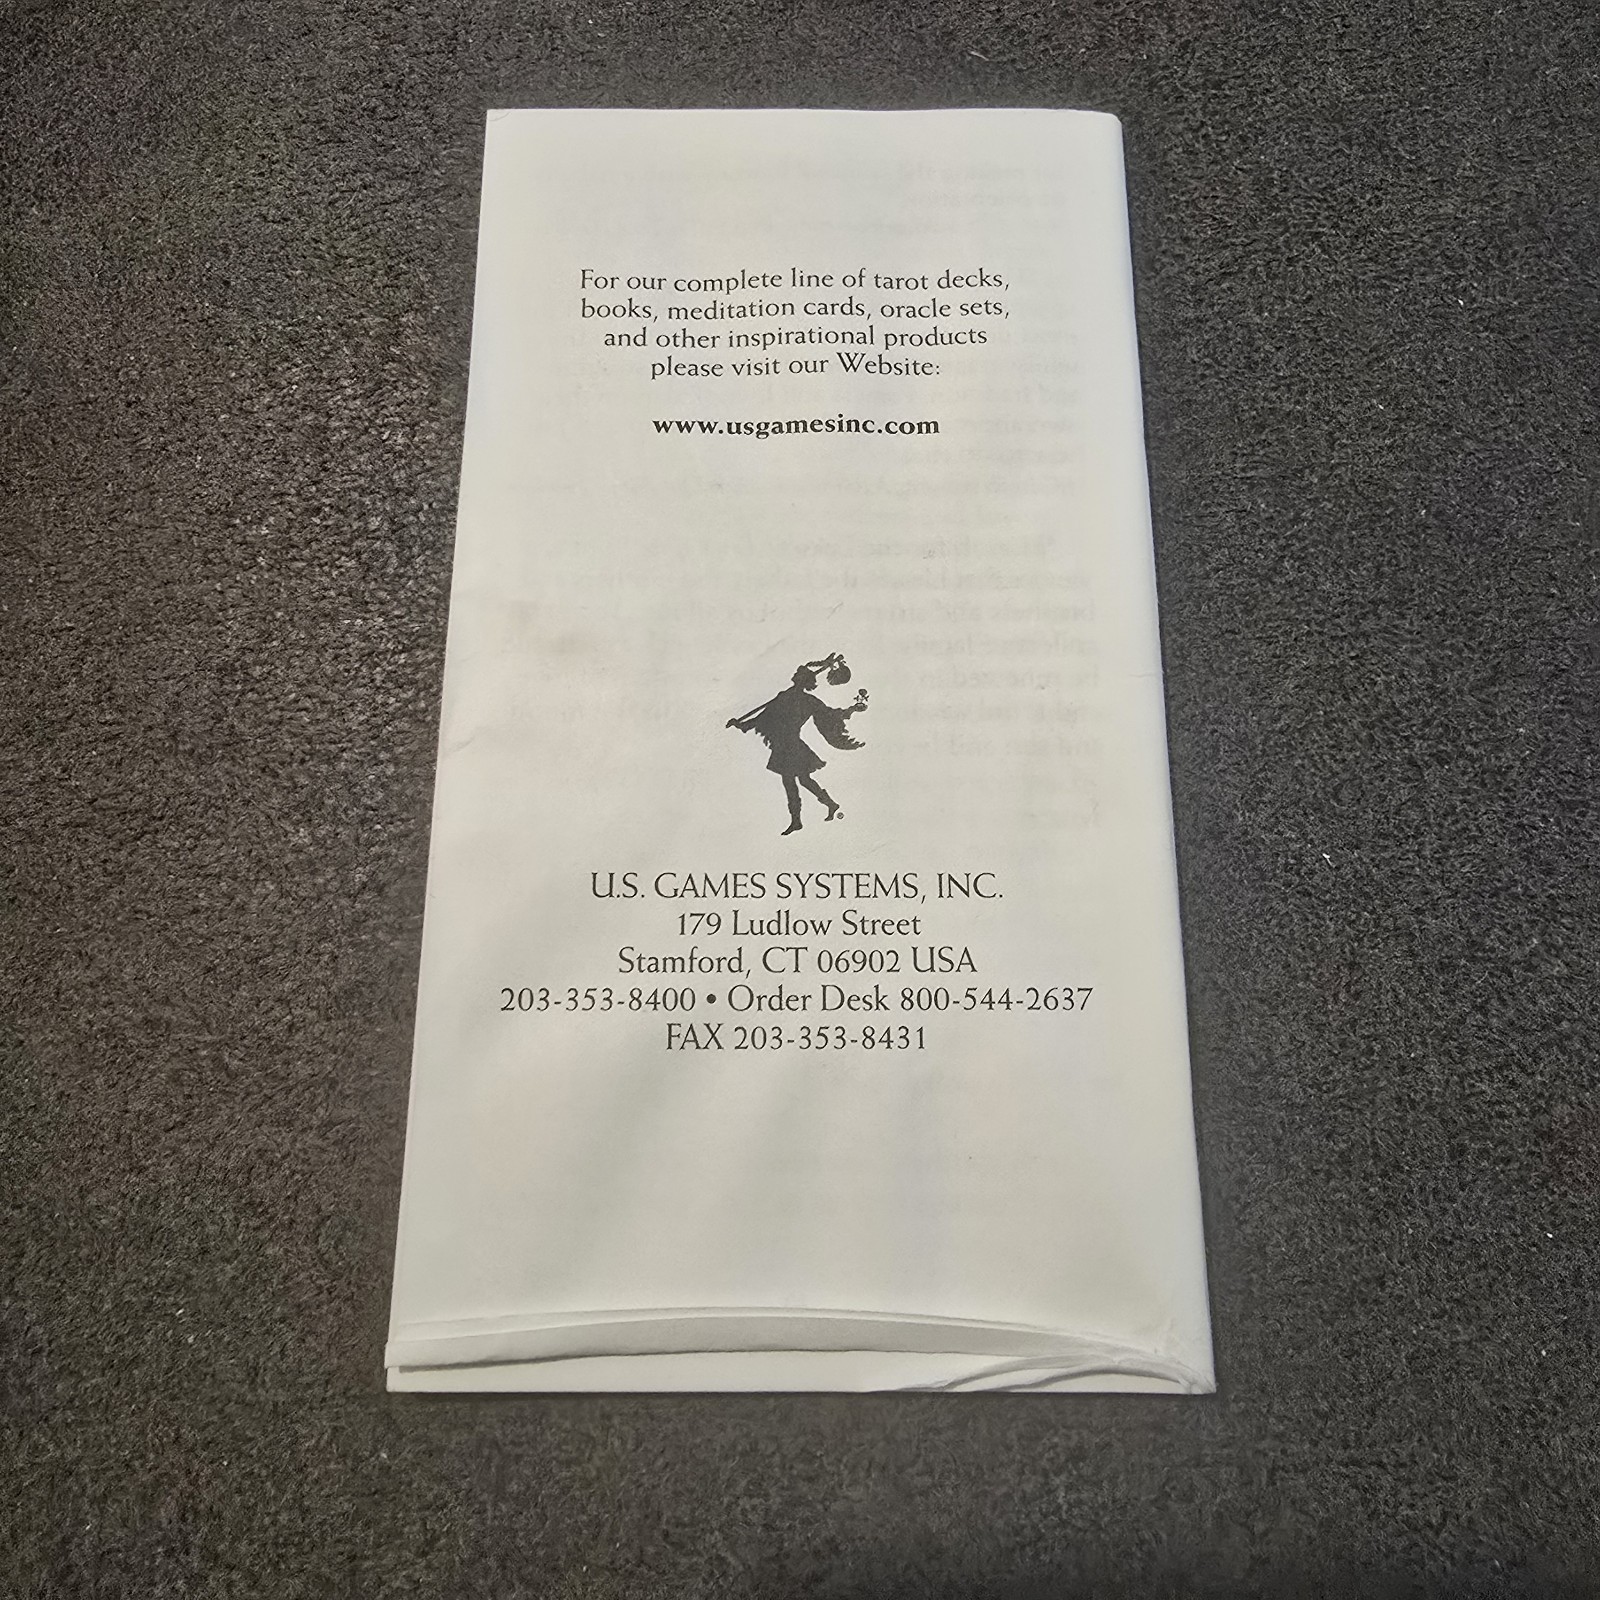 For our complete line of tarot decks,
books, meditation cards, oracle sets,
and other inspirational products
please visit our Website:
www.usgamesinc.com
®
U.S. GAMES SYSTEMS, INC.
179 Ludlow Street
Stamford, CT 06902 USA
203-353-8400 • Order Desk 800-544-2637
FAX 203-353-8431